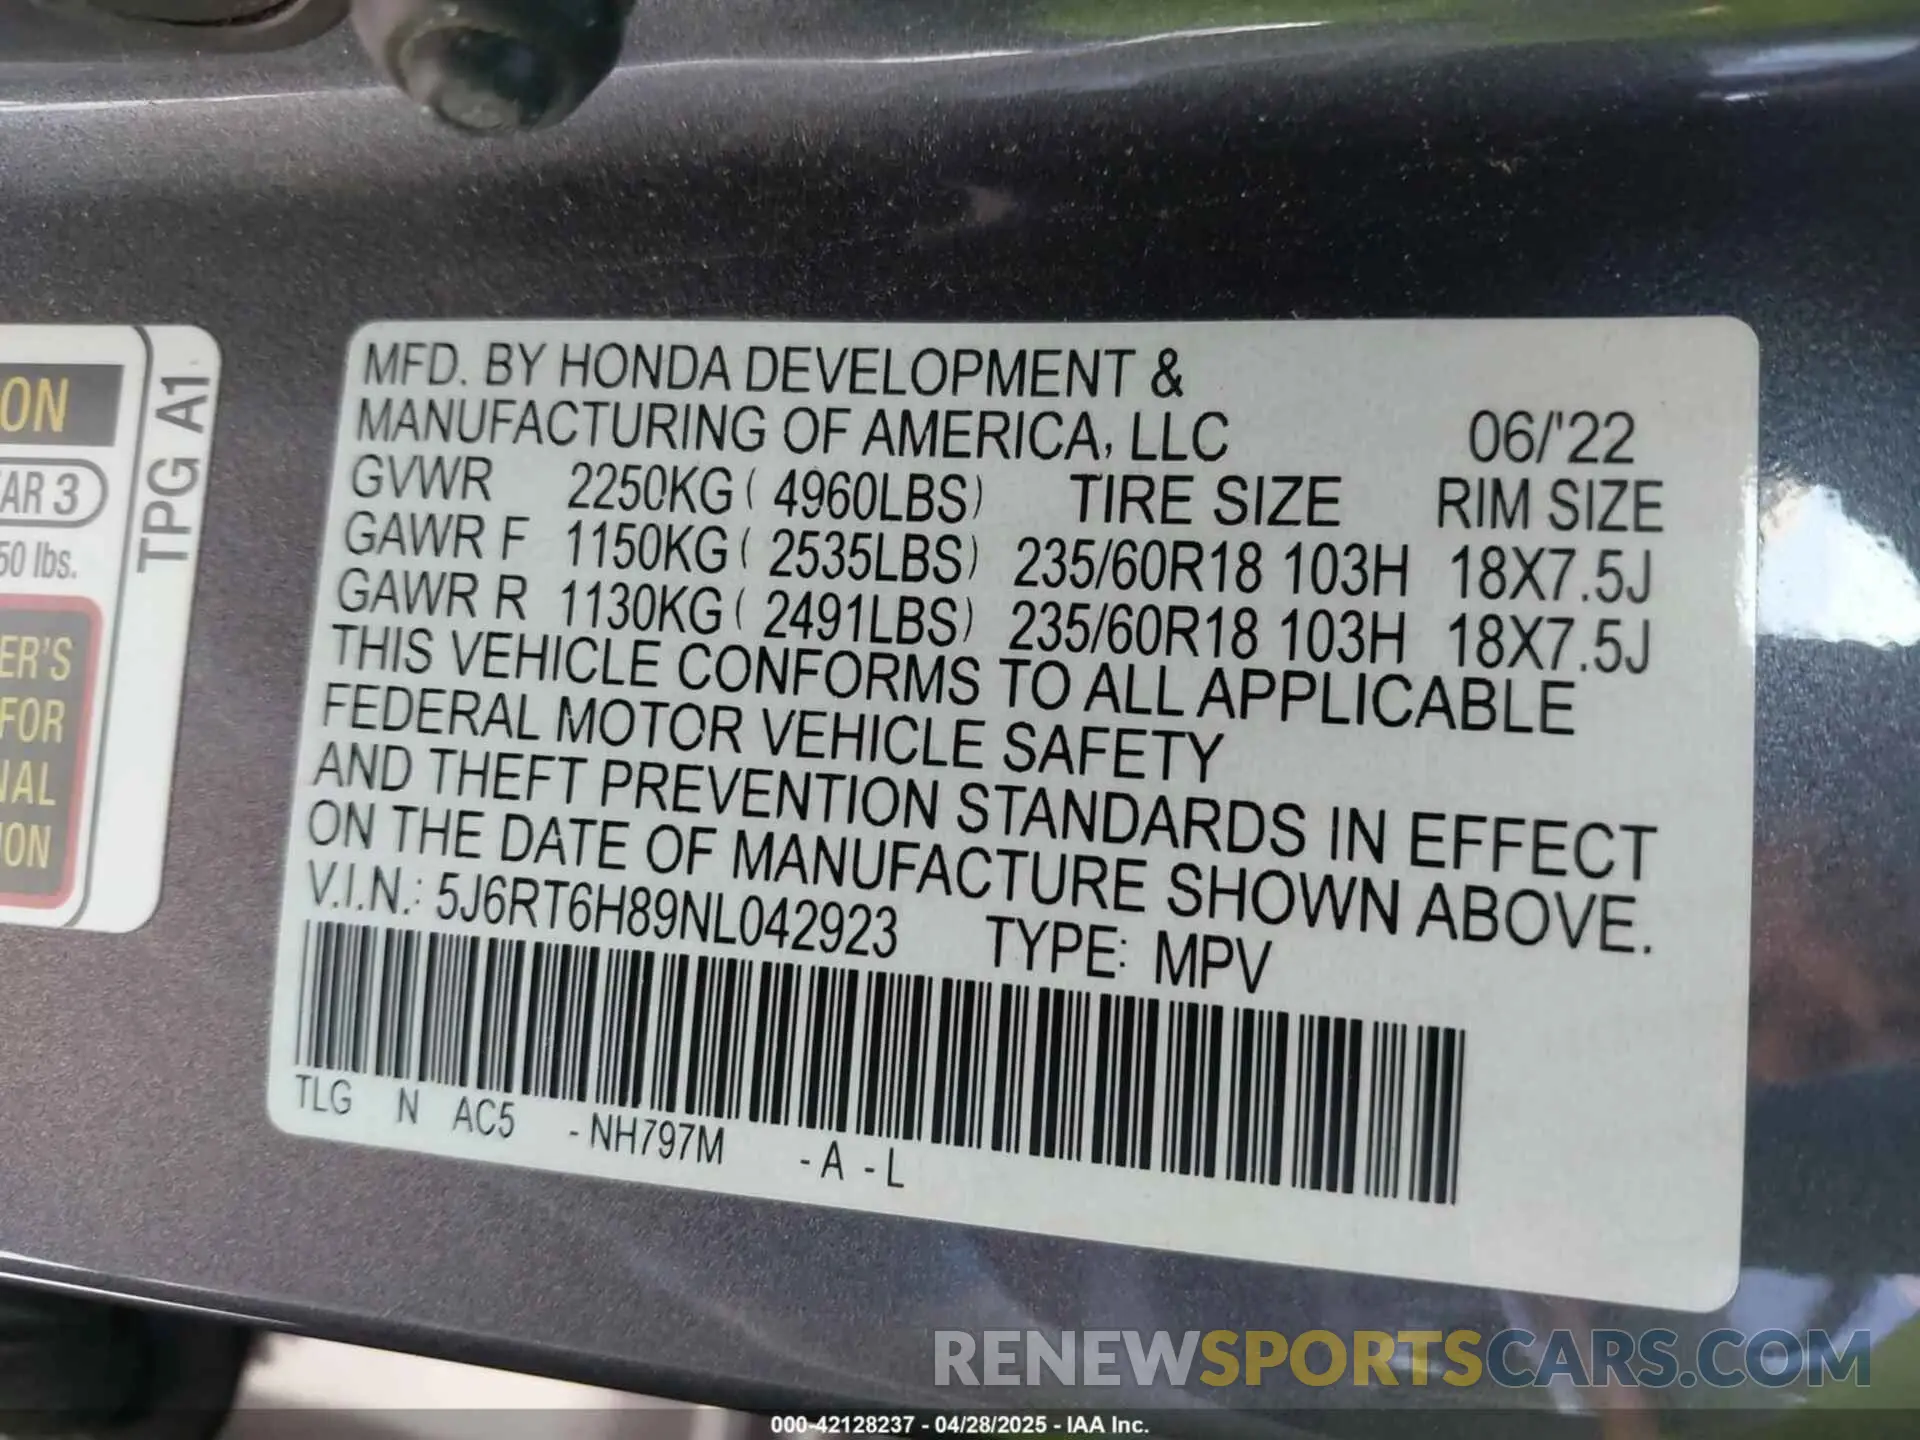 ON
AR 3
50 lbs.
ER'S
FOR
NAL
ION
TPG A1
MFD. BY HONDA DEVELOPMENT &
MANUFACTURING OF AMERICA, LLC 06/'22
GVWR 2250KG ( 4960LBS) TIRE SIZE RIM SIZE
GAWR F 1150KG ( 2535LBS) 235/60R18 103H 18X7.5J
GAWR R 1130KG ( 2491LBS) 235/60R18 103H 18X7.5J
THIS VEHICLE CONFORMS TO ALL APPLICABLE
FEDERAL MOTOR VEHICLE SAFETY
AND THEFT PREVENTION STANDARDS IN EFFECT
ON THE DATE OF MANUFACTURE SHOWN ABOVE.
V.I.N.: 5J6RT6H89NL042923 TYPE: MPV
TLG N AC5 - NH797M - A - L
RENEWSPORTSCARS.COM
000-42128237 - 04/28/2025 - IAA Inc.